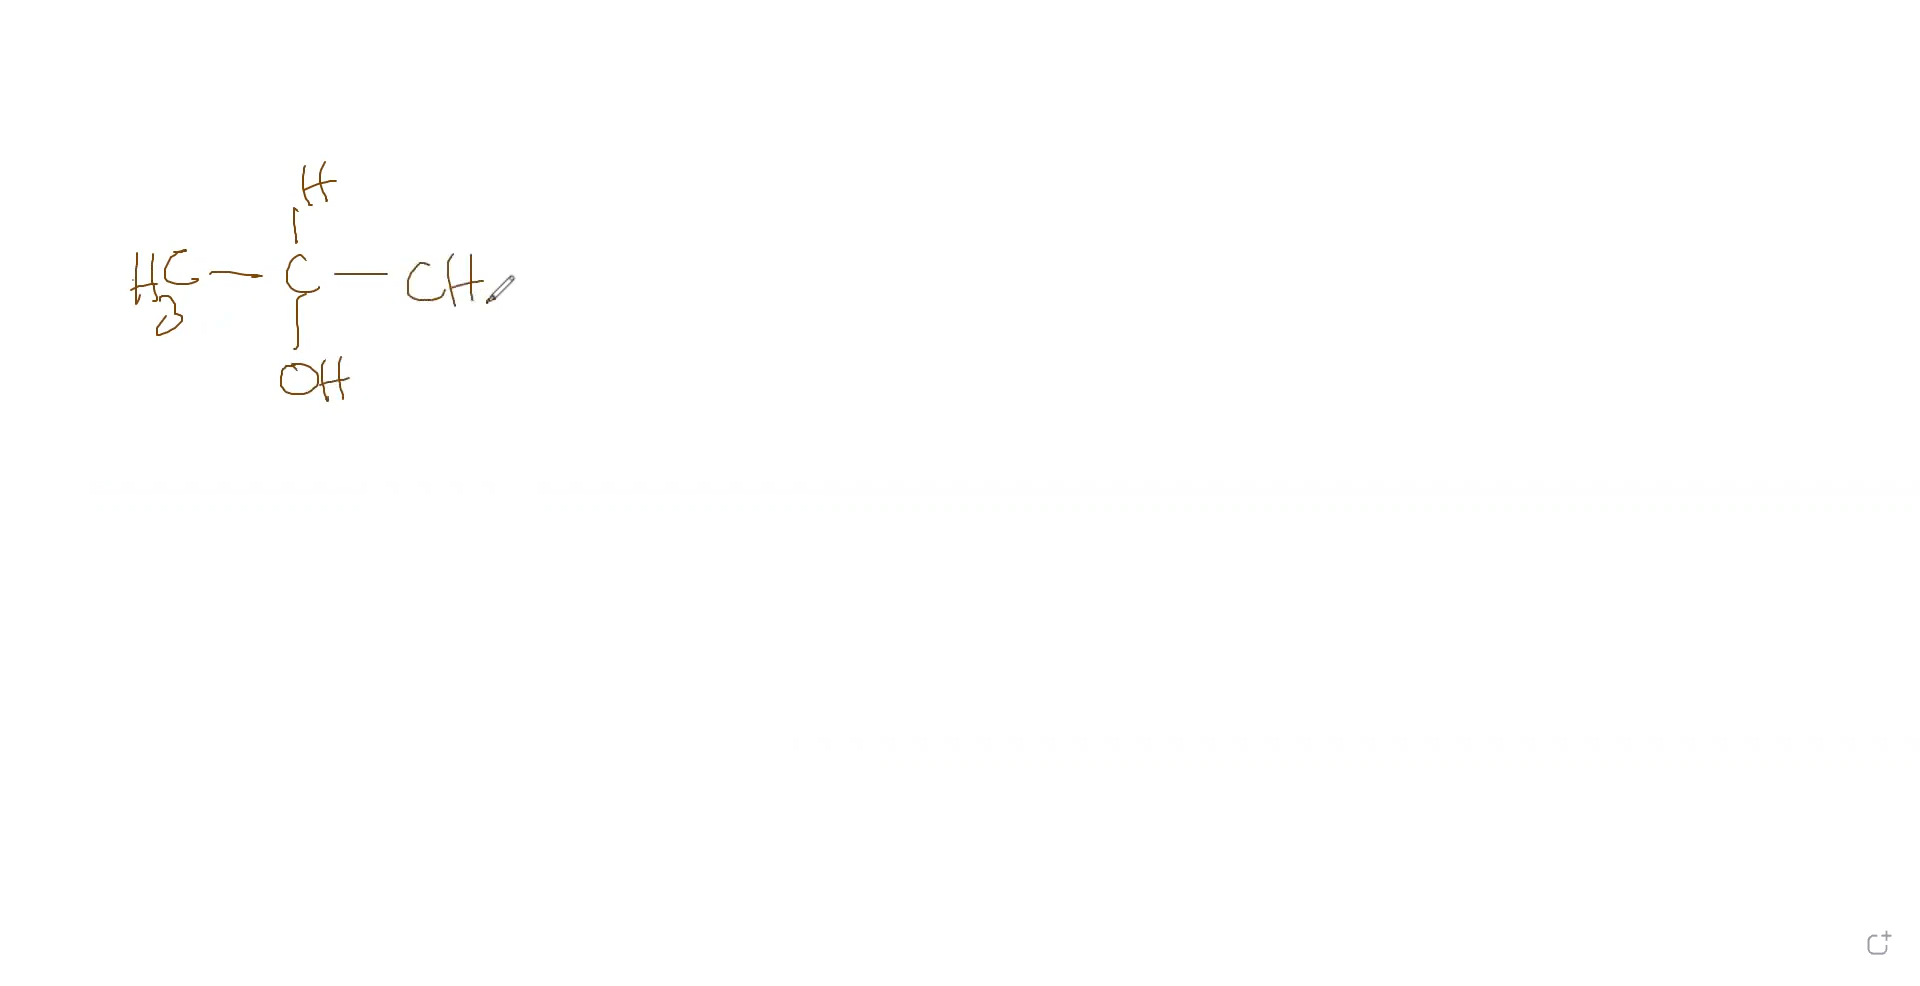 H
H3C — C — CH
OH